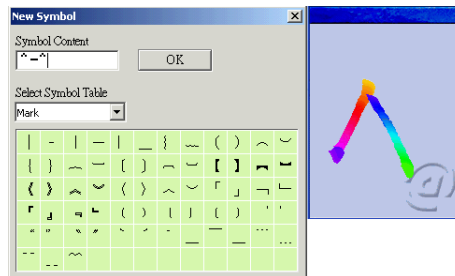 New Symbol
Symbol Content
^-^
OK
Select Symbol Table
Mark
| - | — | ＿ ︴ ﹏ ( ) ︵ ︶
{ } ︷ ︸ 〔 〕 ︹ ︺ 【 】 ︻ ︼
《 》 ︽ ︾ 〈 〉 ︿ ﹀ 「 」 ﹁ ﹂
『 』 ﹃ ﹄ ( )
@